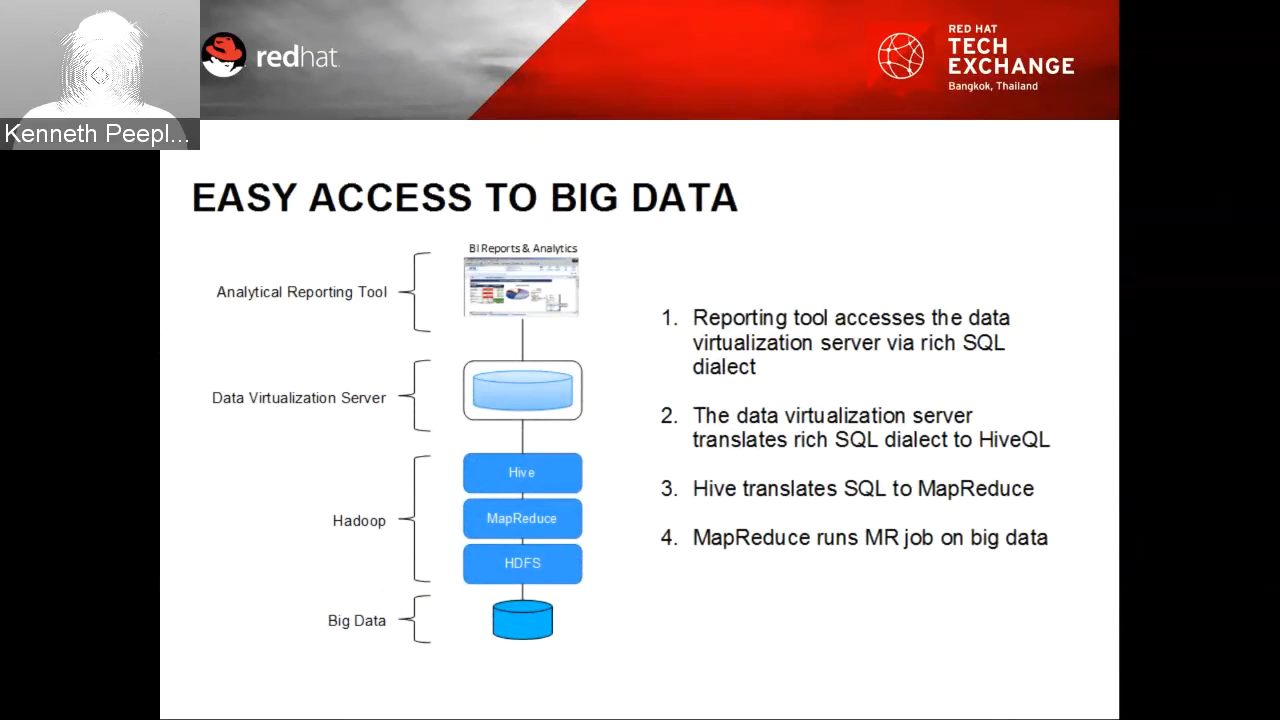 redhat.
RED HAT
TECH
EXCHANGE
Bangkok, Thailand
Kenneth Peepl...
EASY ACCESS TO BIG DATA
BI Reports & Analytics
Analytical Reporting Tool
Data Virtualization Server
Hive
MapReduce
Hadoop
HDFS
Big Data
1. Reporting tool accesses the data
virtualization server via rich SQL
dialect
2. The data virtualization server
translates rich SQL dialect to HiveQL
3. Hive translates SQL to MapReduce
4. MapReduce runs MR job on big data